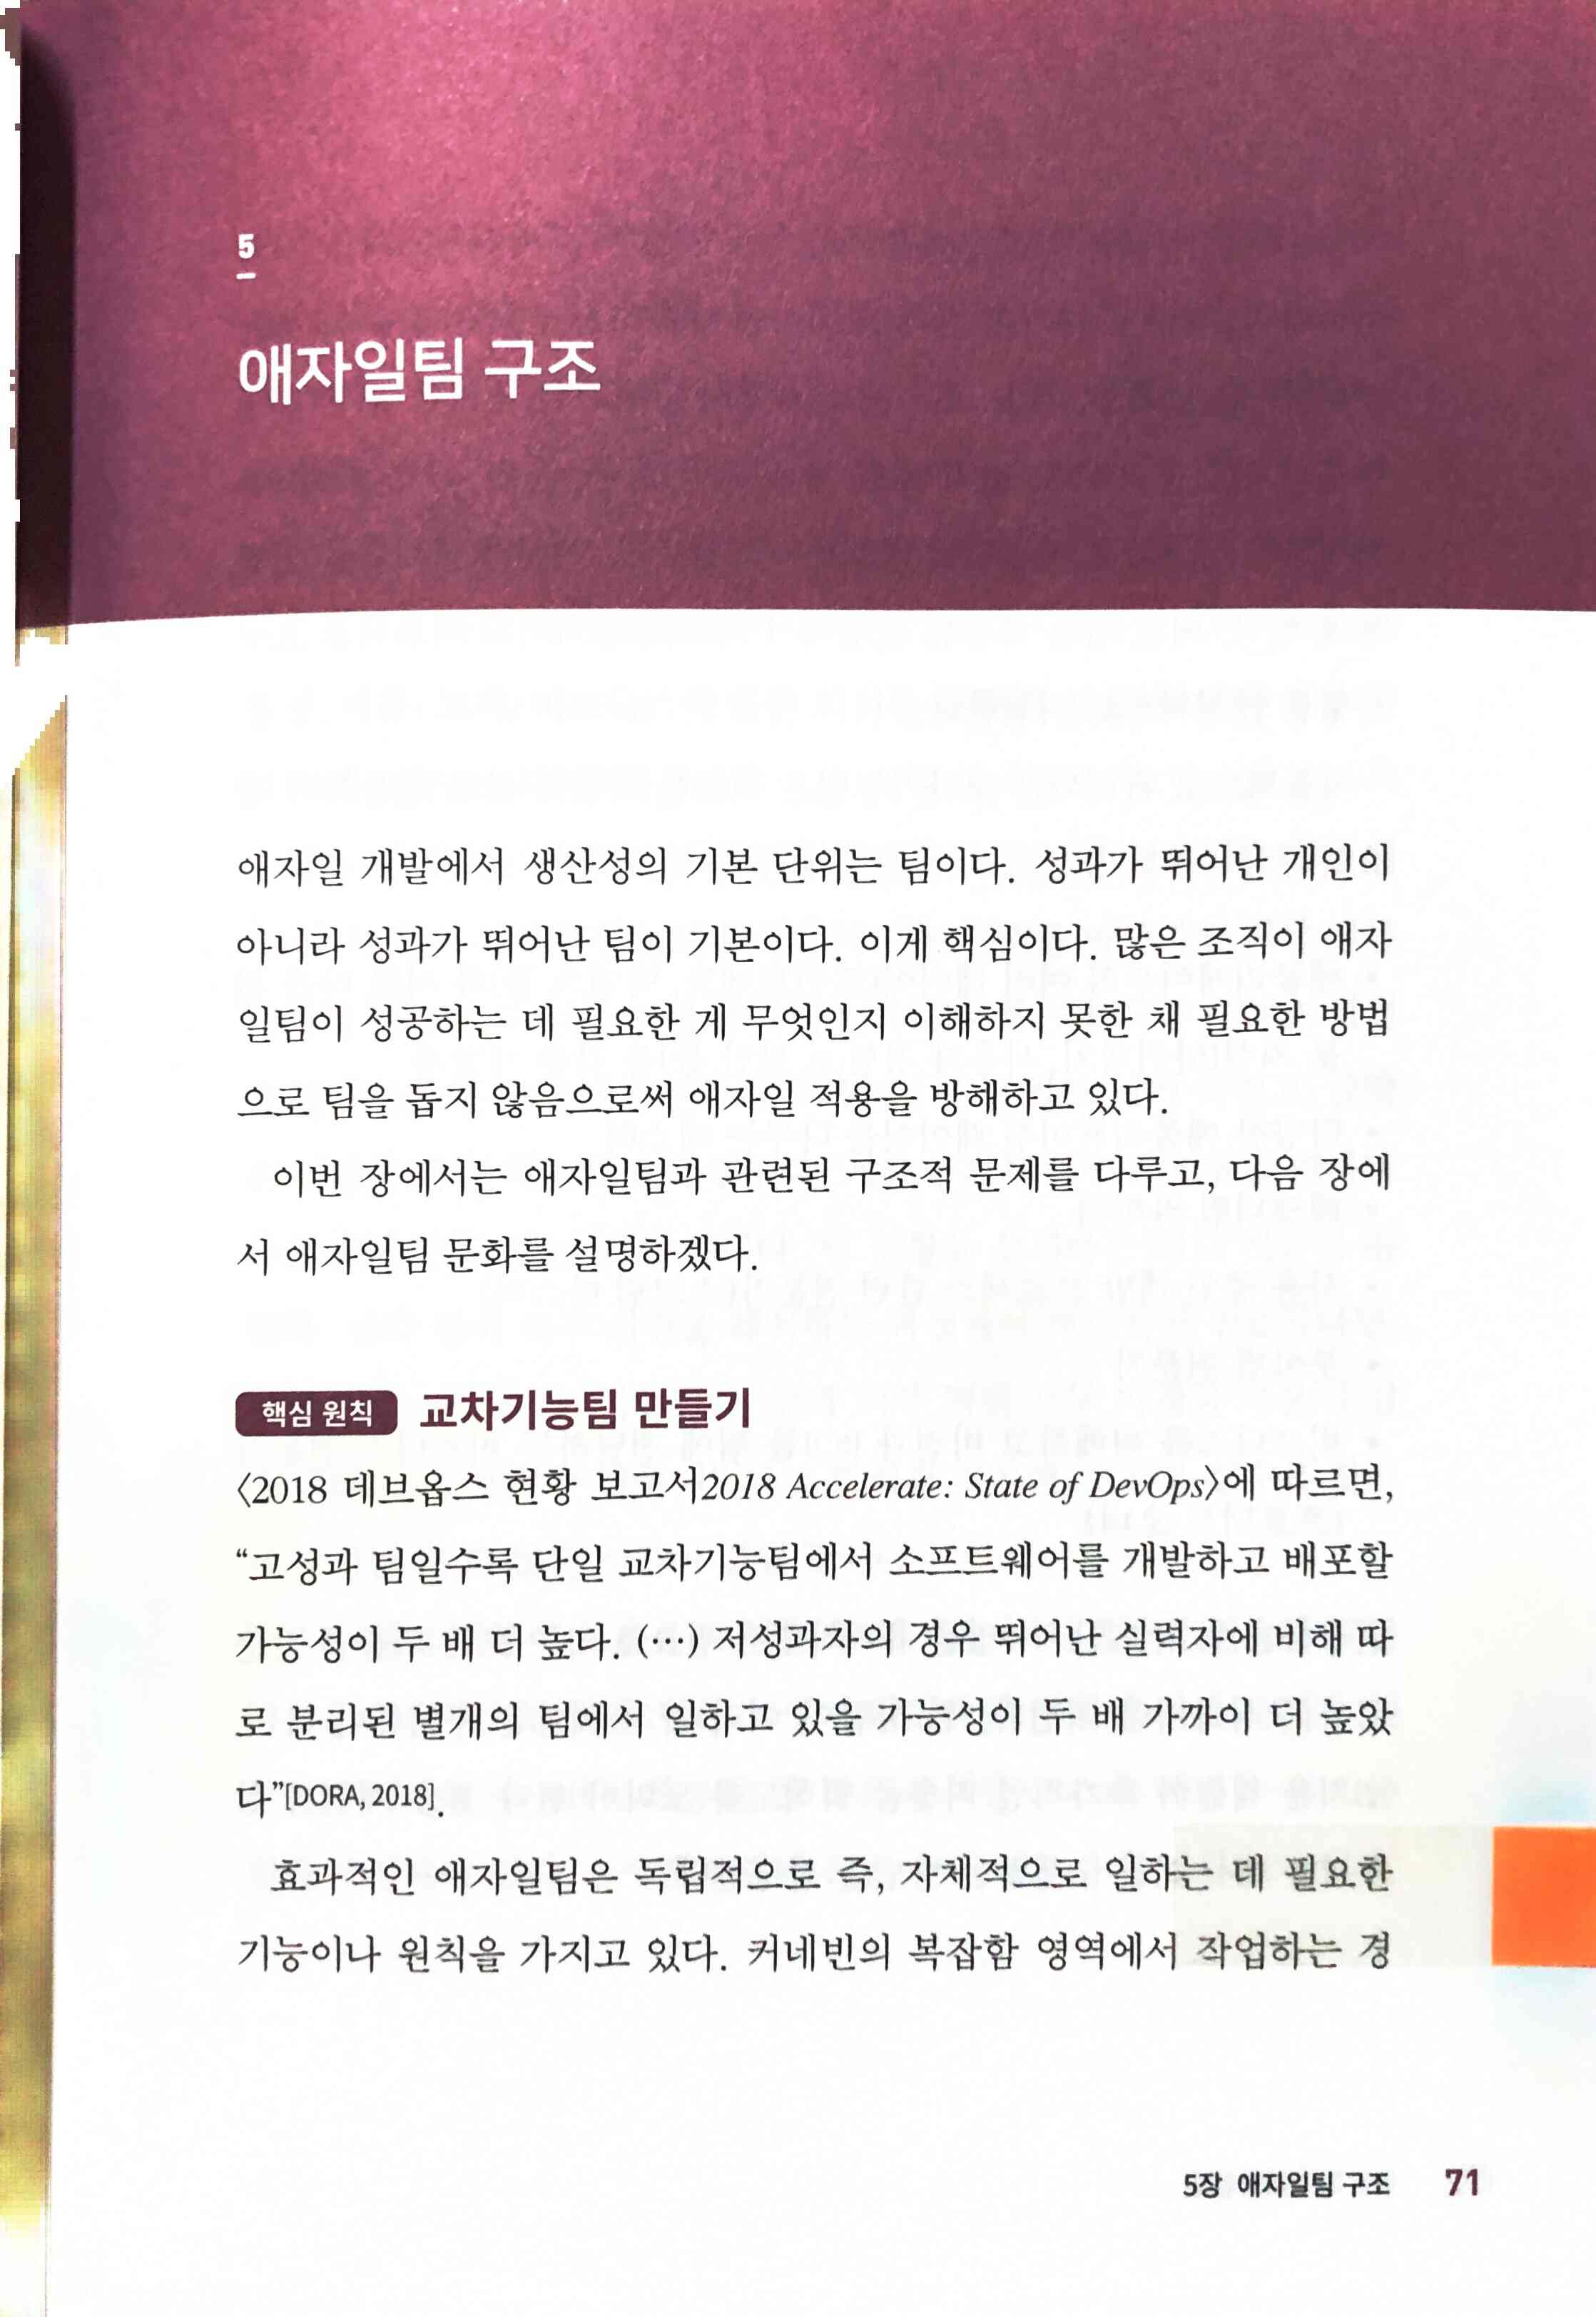 5
애자일팀 구조
애자일 개발에서 생산성의 기본 단위는 팀이다. 성과가 뛰어난 개인이
아니라 성과가 뛰어난 팀이 기본이다. 이게 핵심이다. 많은 조직이 애자
일팀이 성공하는 데 필요한 게 무엇인지 이해하지 못한 채 필요한 방법
으로 팀을 돕지 않음으로써 애자일 적용을 방해하고 있다.
이번 장에서는 애자일팀과 관련된 구조적 문제를 다루고, 다음 장에
서 애자일팀 문화를 설명하겠다.
핵심 원칙 교차기능팀 만들기
〈2018 데브옵스 현황 보고서2018 Accelerate: State of DevOps〉에 따르면,
“고성과 팀일수록 단일 교차기능팀에서 소프트웨어를 개발하고 배포할
가능성이 두 배 더 높다. (…) 저성과자의 경우 뛰어난 실력자에 비해 따
로 분리된 별개의 팀에서 일하고 있을 가능성이 두 배 가까이 더 높았
다”[DORA, 2018].
효과적인 애자일팀은 독립적으로 즉, 자체적으로 일하는 데 필요한
기능이나 원칙을 가지고 있다. 커네빈의 복잡함 영역에서 작업하는 경
5장 애자일팀 구조 71